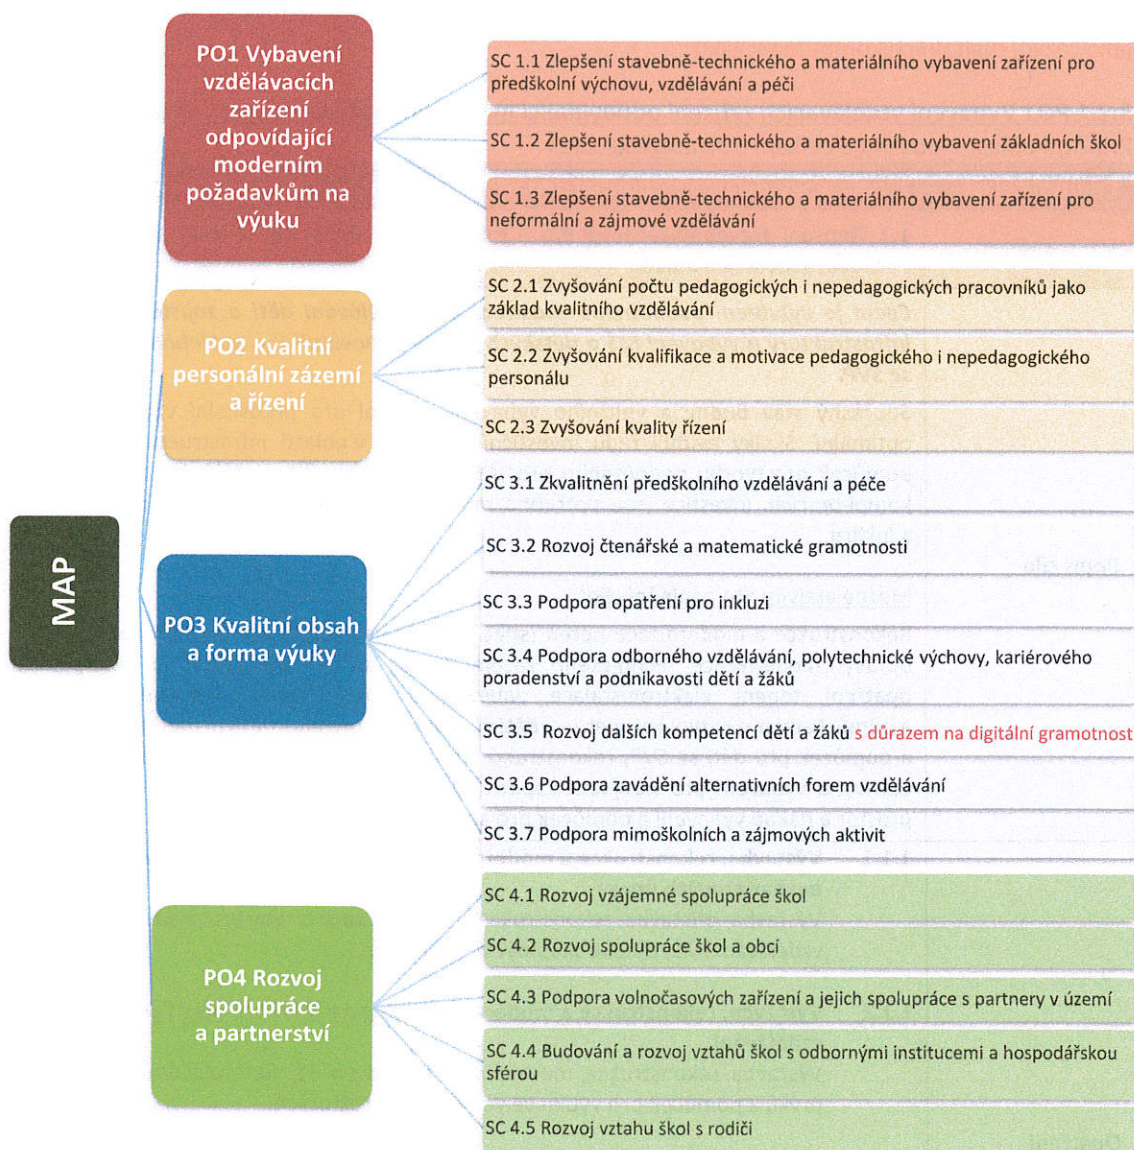 MAP
PO1 Vybavení
vzdělávacích
zařízení
odpovídající
moderním
požadavkům na
výuku
SC 1.1 Zlepšení stavebně-technického a materiálního vybavení zařízení pro
předškolní výchovu, vzdělávání a péči
SC 1.2 Zlepšení stavebně-technického a materiálního vybavení základních škol
SC 1.3 Zlepšení stavebně-technického a materiálního vybavení zařízení pro
neformální a zájmové vzdělávání
PO2 Kvalitní
personální zázemí
a řízení
SC 2.1 Zvyšování počtu pedagogických i nepedagogických pracovníků jako
základ kvalitního vzdělávání
SC 2.2 Zvyšování kvalifikace a motivace pedagogického i nepedagogického
personálu
SC 2.3 Zvyšování kvality řízení
PO3 Kvalitní obsah
a forma výuky
SC 3.1 Zkvalitnění předškolního vzdělávání a péče
SC 3.2 Rozvoj čtenářské a matematické gramotnosti
SC 3.3 Podpora opatření pro inkluzi
SC 3.4 Podpora odborného vzdělávání, polytechnické výchovy, kariérového
poradenství a podnikavosti dětí a žáků
SC 3.5 Rozvoj dalších kompetencí dětí a žáků s důrazem na digitální gramotnost
SC 3.6 Podpora zavádění alternativních forem vzdělávání
SC 3.7 Podpora mimoškolních a zájmových aktivit
PO4 Rozvoj
spolupráce
a partnerství
SC 4.1 Rozvoj vzájemné spolupráce škol
SC 4.2 Rozvoj spolupráce škol a obcí
SC 4.3 Podpora volnočasových zařízení a jejich spolupráce s partnery v území
SC 4.4 Budování a rozvoj vztahů škol s odbornými institucemi a hospodářskou
sférou
SC 4.5 Rozvoj vztahu škol s rodiči